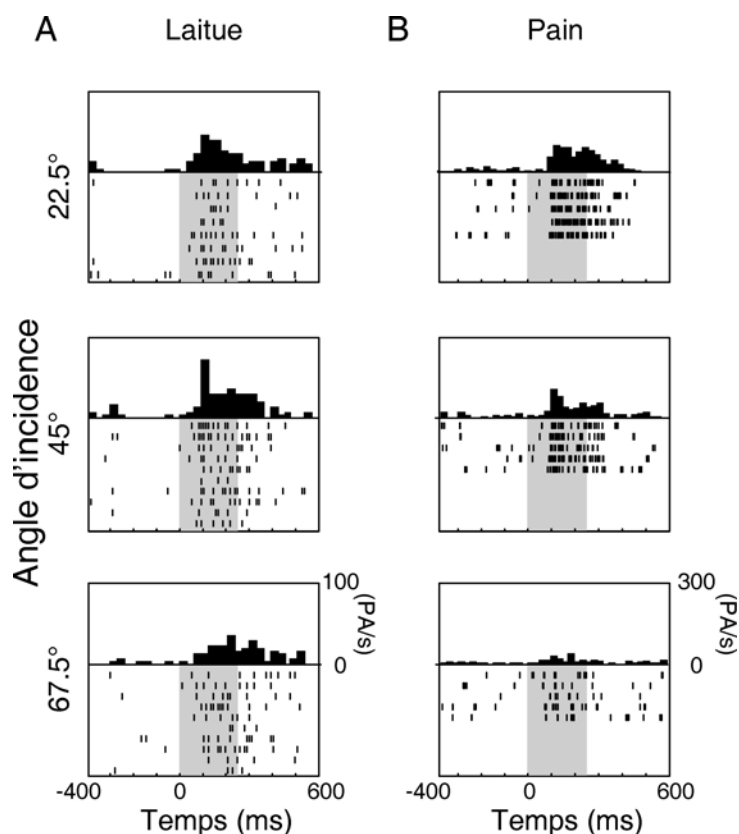 A Laitue
B Pain
Angle d'incidence
22.5°
45°
67.5°
100
(PA/s)
0
300
(PA/s)
0
-400 0 600
Temps (ms)
-400 0 600
Temps (ms)